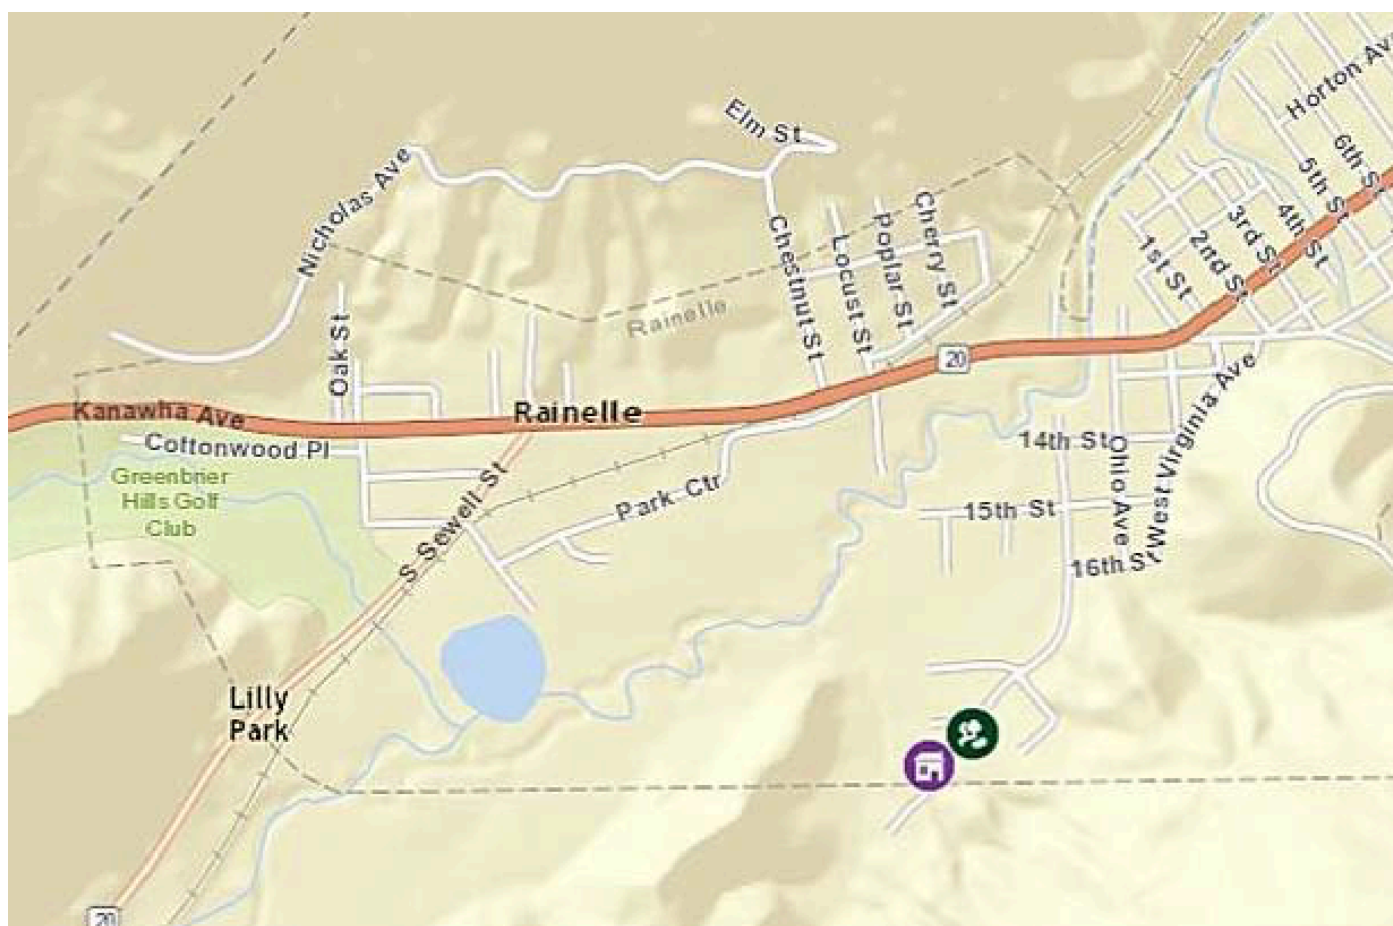 Elm St
Nicholas Ave
Horton Av
6th St
5th St
4th St
3rd St
2nd St
1st St
Cherry St
Poplar St
Locust St
Chestnut St
Rainelle
Oak St
20
Kanawha Ave
Rainelle
Cottonwood Pl
Greenbrier
Hills Golf
Club
S Sewell St
Park Ctr
14th St
Ohio Ave
West Virginia Ave
15th St
16th St
Lilly
Park
20